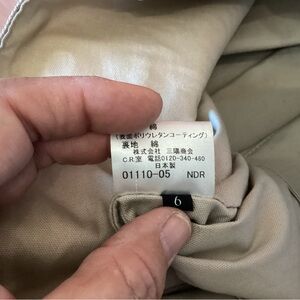 綿
(表面ポリウレタンコーティング)
裏地 綿
株式会社 三陽商会
C.R.室 電話0120-340-460
日本製
01110-05 NDR
6